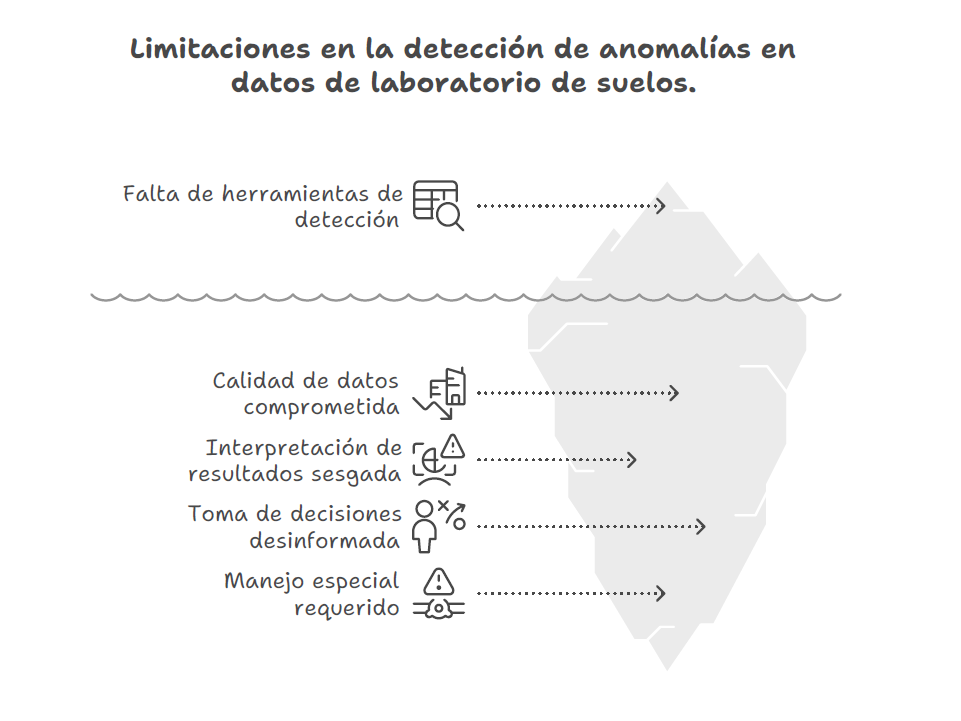 Limitaciones en la detección de anomalías en
datos de laboratorio de suelos.
Falta de herramientas de
detección
Calidad de datos
comprometida
Interpretación de
resultados sesgada
Toma de decisiones
desinformada
Manejo especial
requerido